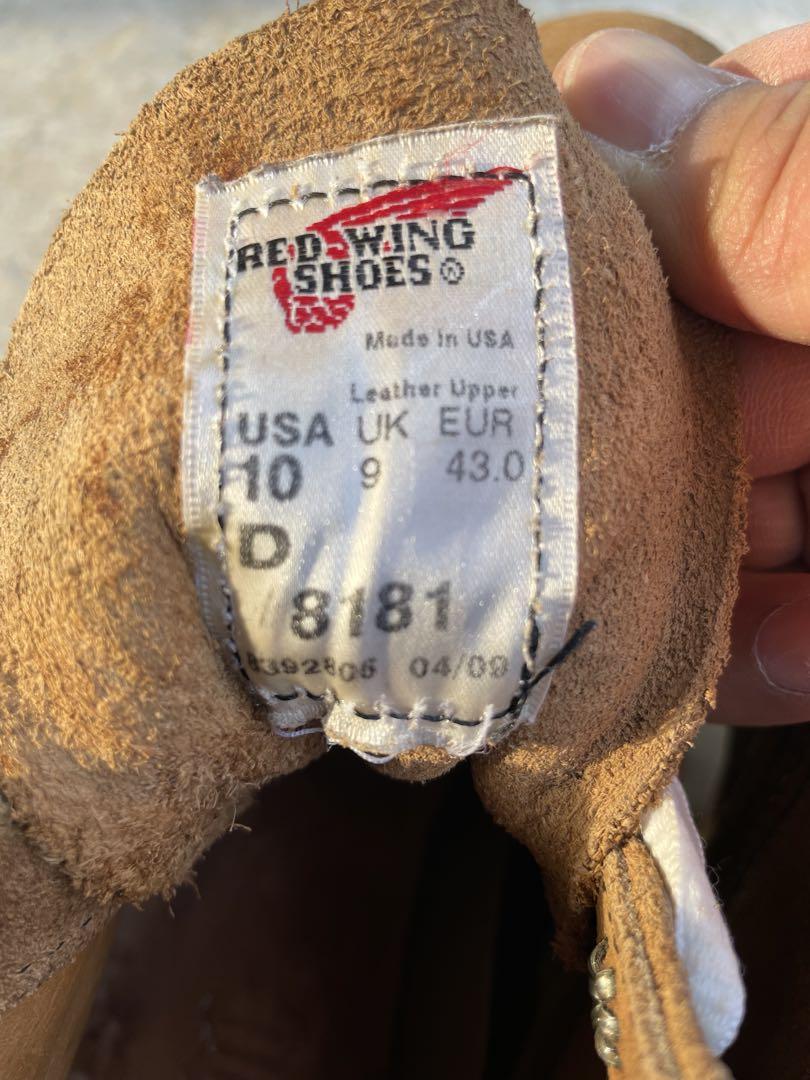 RED WING
SHOES®
Made in USA
Leather Upper
USA UK EUR
10 9 43.0
D
8181
04/09